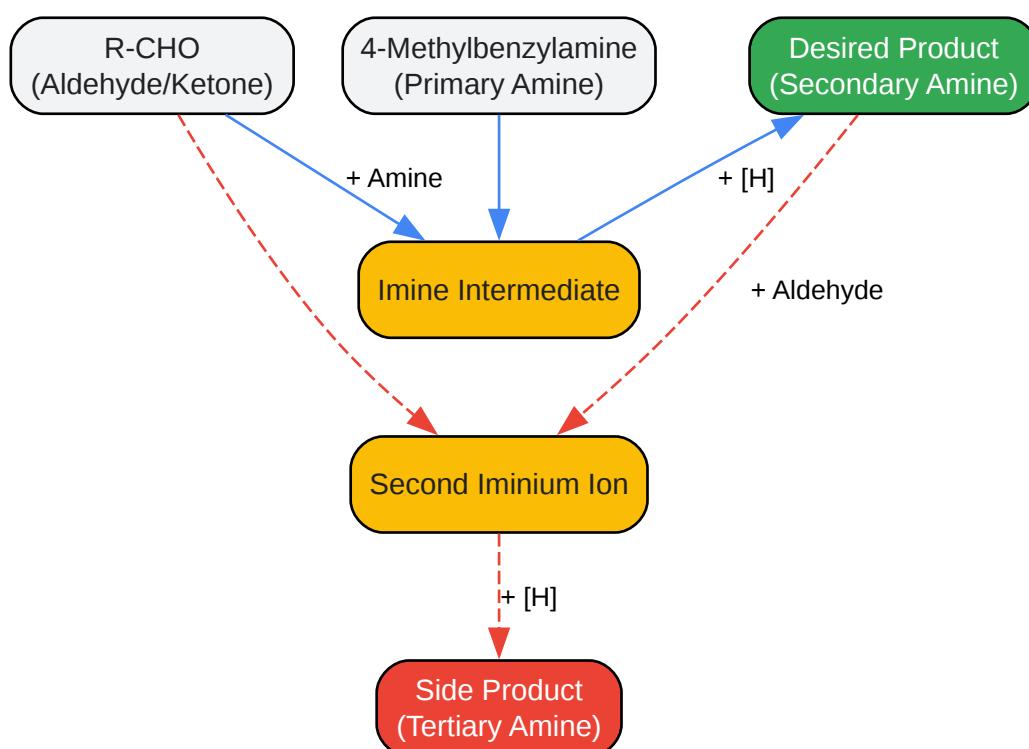 R-CHO
(Aldehyde/Ketone)
4-Methylbenzylamine
(Primary Amine)
Desired Product
(Secondary Amine)
+ Amine
+ [H]
Imine Intermediate
+ Aldehyde
Second Iminium Ion
+ [H]
Side Product
(Tertiary Amine)